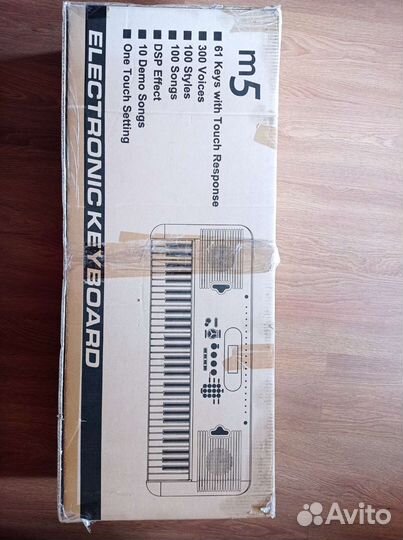 m5
■ 61 Keys with Touch Response
■ 300 Voices
■ 100 Styles
■ 100 Songs
■ DSP Effect
■ 10 Demo Songs
■ One Touch Setting
ELECTRONIC KEYBOARD
Avito